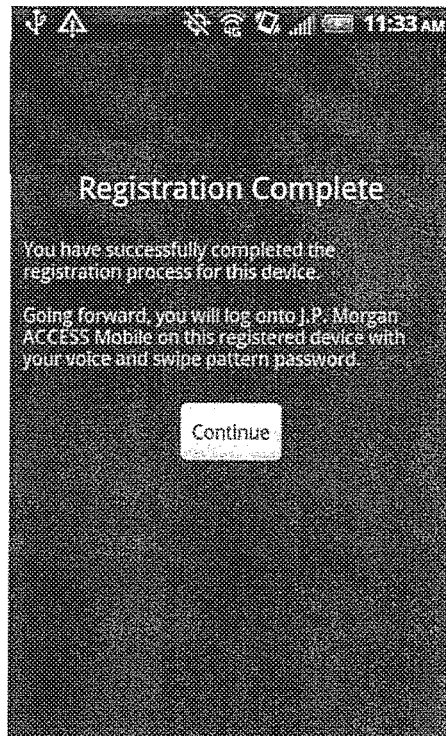 4G 11:33 AM
Registration Complete
You have successfully completed the
registration process for this device.
Going forward, you will log onto J.P. Morgan
ACCESS Mobile on this registered device with
your voice and swipe pattern password.
Continue